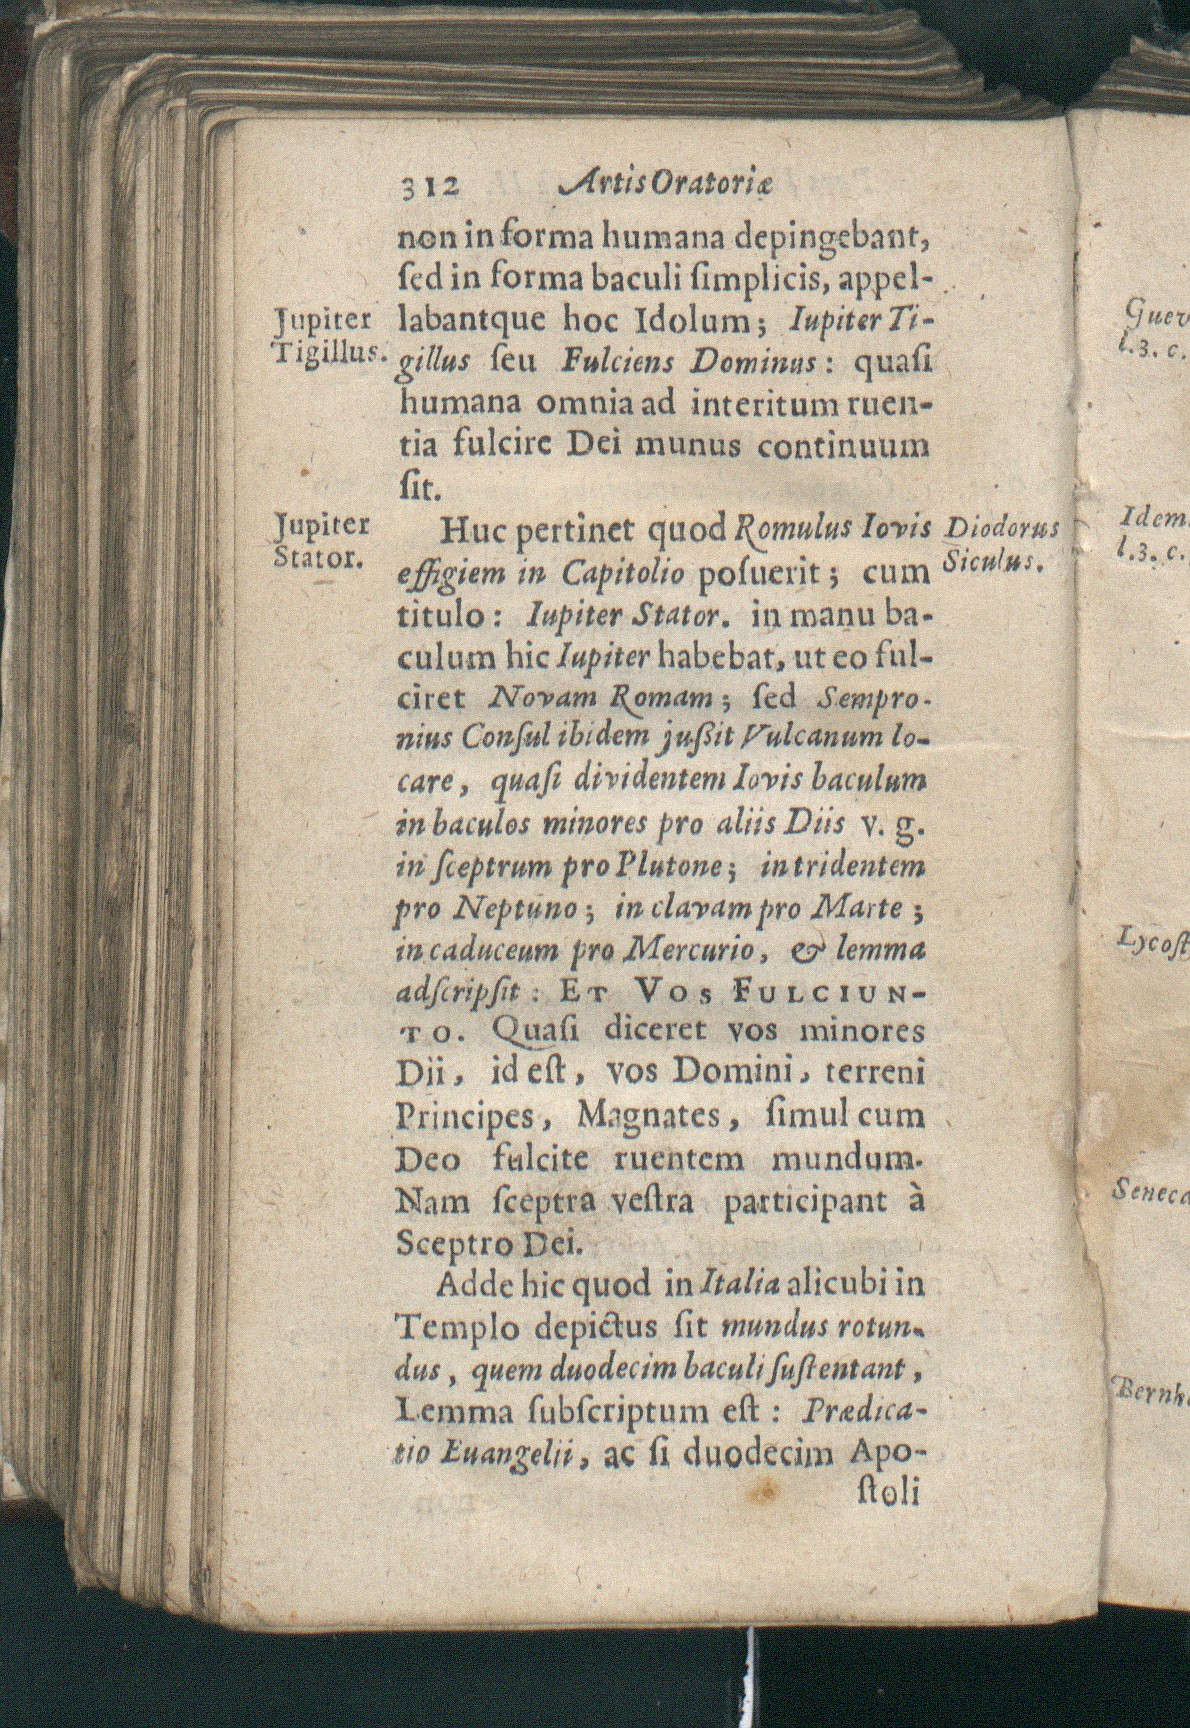 312 Artis Oratoriæ
non in forma humana depingebant,
ſed in forma baculi ſimplicis, appel-
labantque hoc Idolum; Iupiter Ti-
gillus ſeu Fulciens Dominus: quaſi
humana omnia ad interitum ruen-
tia fulcire Dei munus continuum
ſit.
Jupiter
Tigillus.
Huc pertinet quod Romulus Iovis
effigiem in Capitolio poſuerit; cum
titulo: Iupiter Stator. in manu ba-
culum hic Iupiter habebat, ut eo ful-
ciret Novam Romam; ſed Sempro-
nius Conſul ibidem juſsit Vulcanum lo-
care, quaſi dividentem Iovis baculum
in baculos minores pro aliis Diis v. g.
in ſceptrum pro Plutone; in tridentem
pro Neptuno; in clavam pro Marte;
in caduceum pro Mercurio, & lemma
adſcripſit: ET VOS FULCIUN-
TO. Quaſi diceret vos minores
Dii, id eſt, vos Domini, terreni
Principes, Magnates, ſimul cum
Deo fulcite ruentem mundum.
Nam ſceptra veſtra participant à
Sceptro Dei.
Jupiter
Stator.
Diodorus
Siculus.
Adde hic quod in Italia alicubi in
Templo depictus ſit mundus rotun-
dus, quem duodecim baculi ſuſtentant,
Lemma ſubſcriptum eſt: Prædica-
tio Euangelii, ac ſi duodecim Apo-
ſtoli
Guev
l.3. c.
Idem
l.3. c.
Lycoſt
Seneca
Bernh